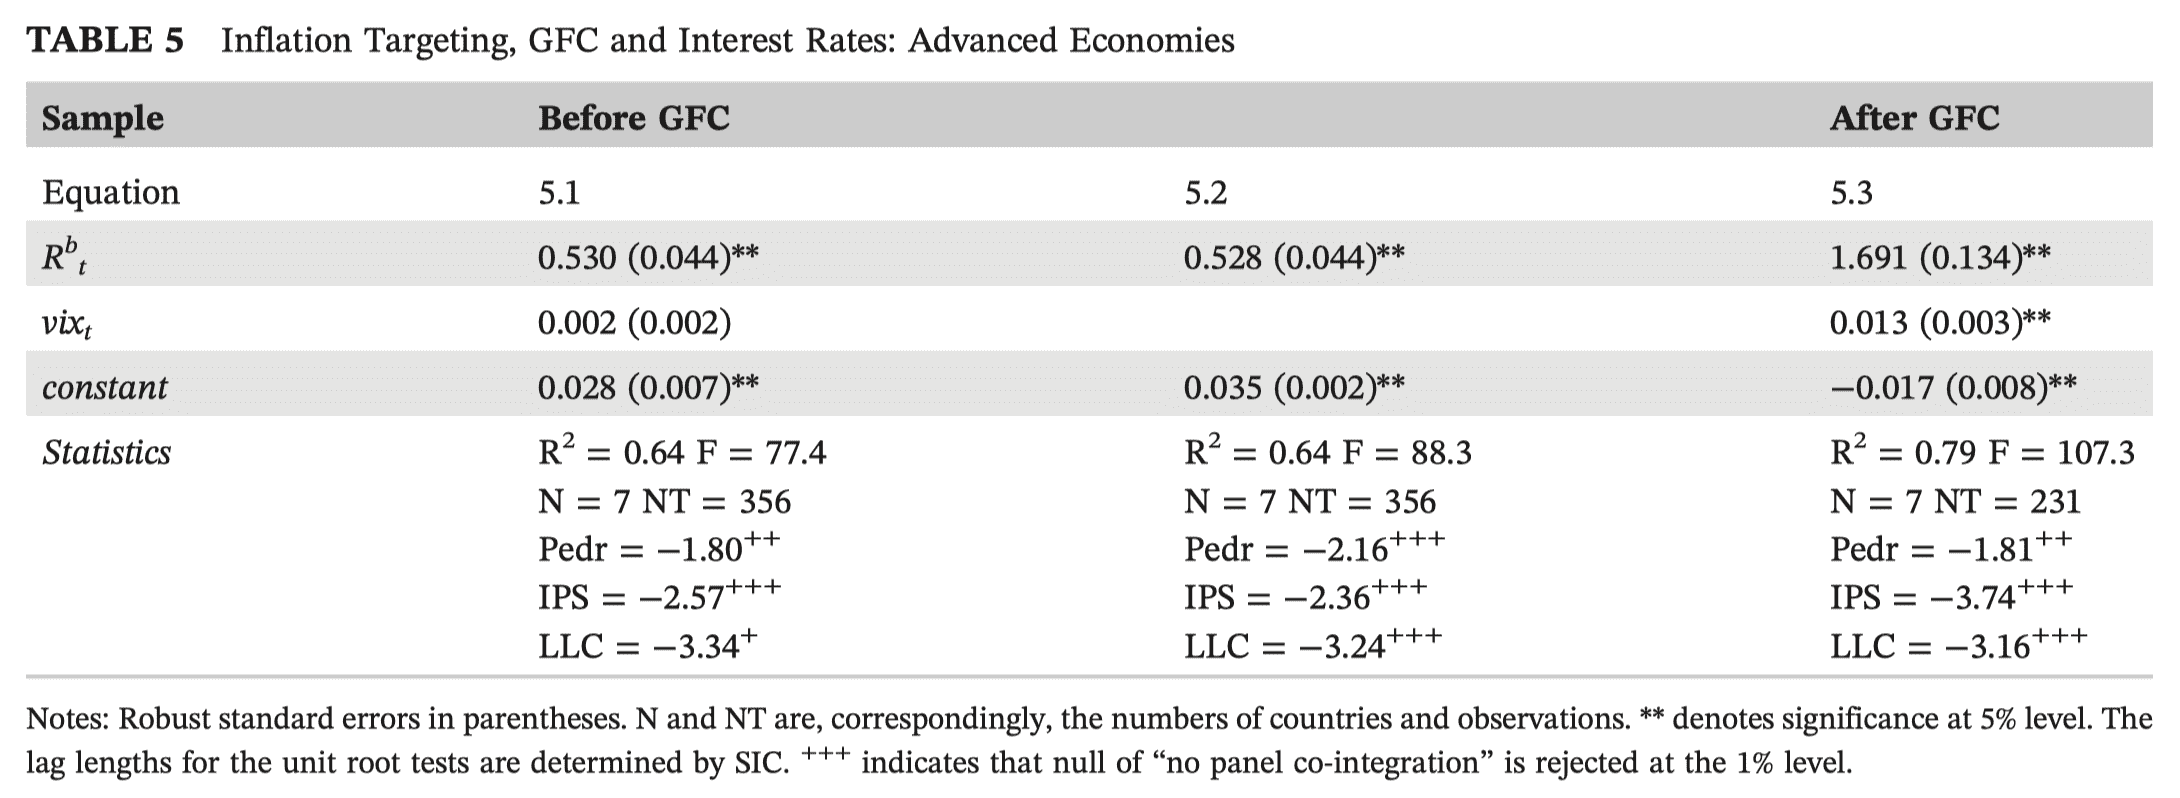 TABLE 5 Inflation Targeting, GFC and Interest Rates: Advanced Economies
Sample Before GFC After GFC
Equation 5.1 5.2 5.3
R^b_t 0.530 (0.044)** 0.528 (0.044)** 1.691 (0.134)**
vix_t 0.002 (0.002) 0.013 (0.003)**
constant 0.028 (0.007)** 0.035 (0.002)** −0.017 (0.008)**
Statistics R² = 0.64 F = 77.4 R² = 0.64 F = 88.3 R² = 0.79 F = 107.3
N = 7 NT = 356 N = 7 NT = 356 N = 7 NT = 231
Pedr = −1.80⁺⁺ Pedr = −2.16⁺⁺⁺ Pedr = −1.81⁺⁺
IPS = −2.57⁺⁺⁺ IPS = −2.36⁺⁺⁺ IPS = −3.74⁺⁺⁺
LLC = −3.34⁺ LLC = −3.24⁺⁺⁺ LLC = −3.16⁺⁺⁺
Notes: Robust standard errors in parentheses. N and NT are, correspondingly, the numbers of countries and observations. ** denotes significance at 5% level. The
lag lengths for the unit root tests are determined by SIC. ⁺⁺⁺ indicates that null of “no panel co-integration” is rejected at the 1% level.